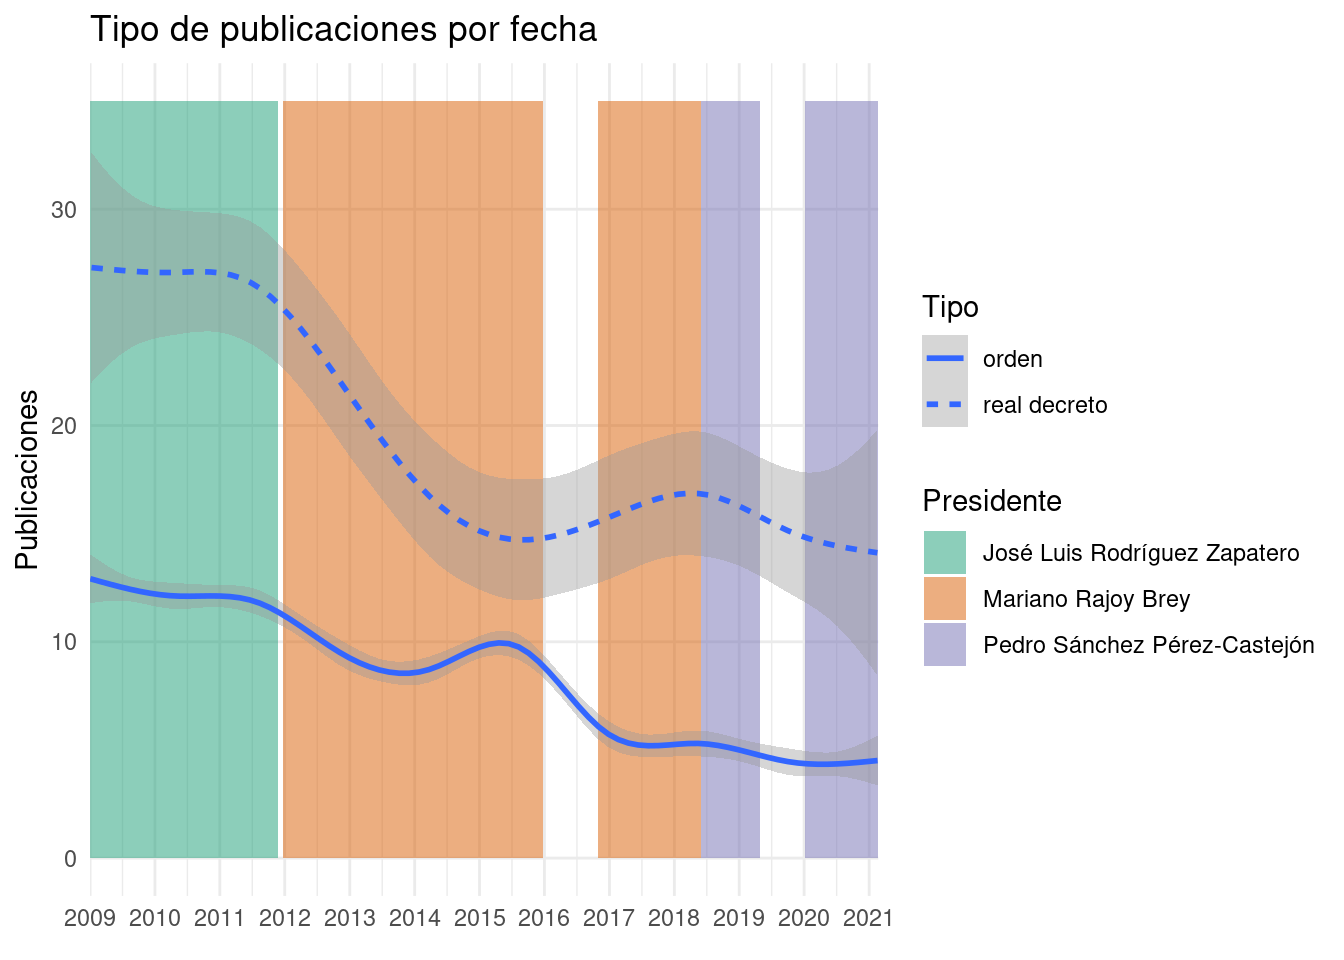 Tipo de publicaciones por fecha
Publicaciones
30
20
10
0
2009 2010 2011 2012 2013 2014 2015 2016 2017 2018 2019 2020 2021
Tipo
orden
real decreto
Presidente
José Luis Rodríguez Zapatero
Mariano Rajoy Brey
Pedro Sánchez Pérez-Castejón